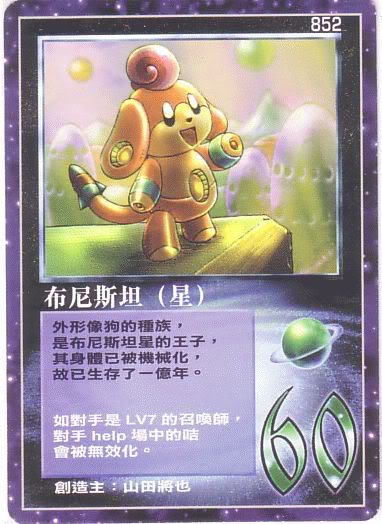 852
布尼斯坦（星）
外形像狗的種族，
是布尼斯坦星的王子，
其身體已被機械化，
故已生存了一億年。
如對手是 LV7 的召喚師，
對手 help 場中的咭
會被無效化。
60
創造主：山田將也